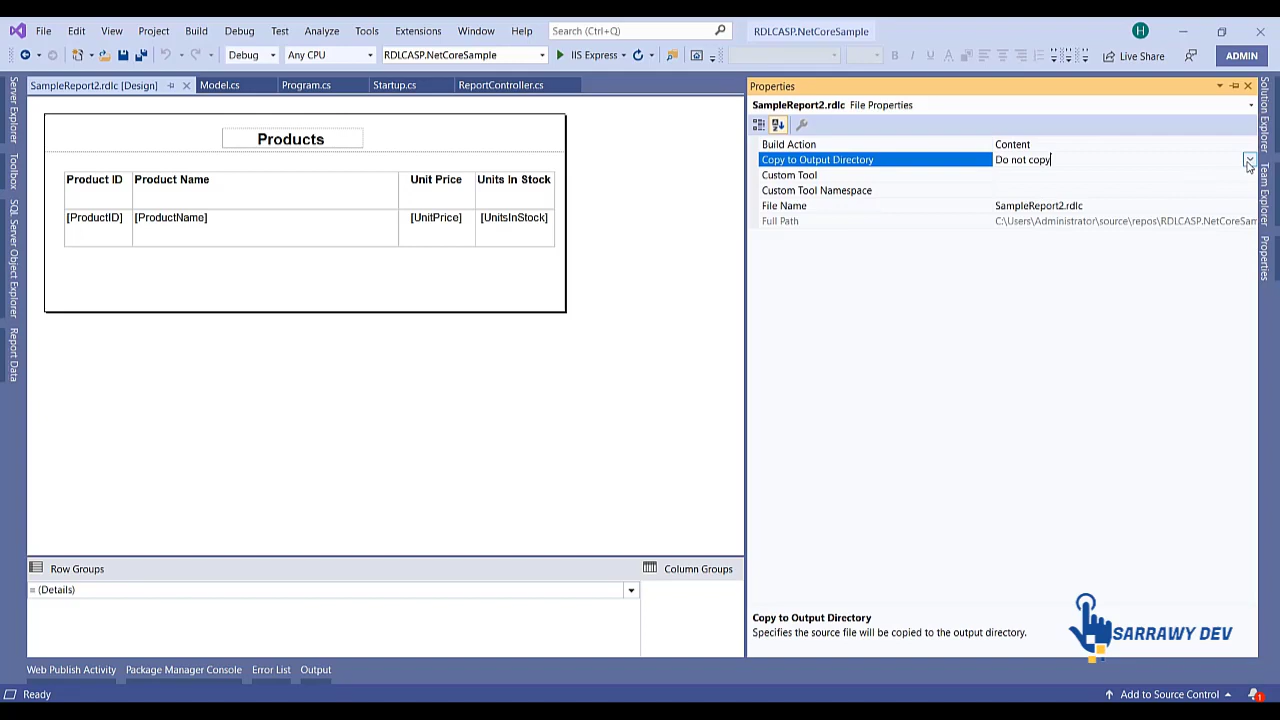 File Edit View Project Build Debug Test Analyze Tools Extensions Window Help Search (Ctrl+Q) RDLCASP.NetCoreSample H
Debug Any CPU RDLCASP.NetCoreSample IIS Express B I U A Live Share ADMIN
SampleReport2.rdlc [Design] Model.cs Program.cs Startup.cs ReportController.cs
Server Explorer
Toolbox
SQL Server Object Explorer
Report Data
Products
Product ID Product Name Unit Price Units In Stock
[ProductID] [ProductName] [UnitPrice] [UnitsInStock]
Row Groups Column Groups
= (Details)
Properties
SampleReport2.rdlc File Properties
Build Action Content
Copy to Output Directory Do not copy
Custom Tool
Custom Tool Namespace
File Name SampleReport2.rdlc
Full Path C:\Users\Administrator\source\repos\RDLCASP.NetCoreSam
Copy to Output Directory
Specifies the source file will be copied to the output directory.
SARRAWY DEV
Solution Explorer
Team Explorer
Properties
Web Publish Activity Package Manager Console Error List Output
Ready Add to Source Control 1